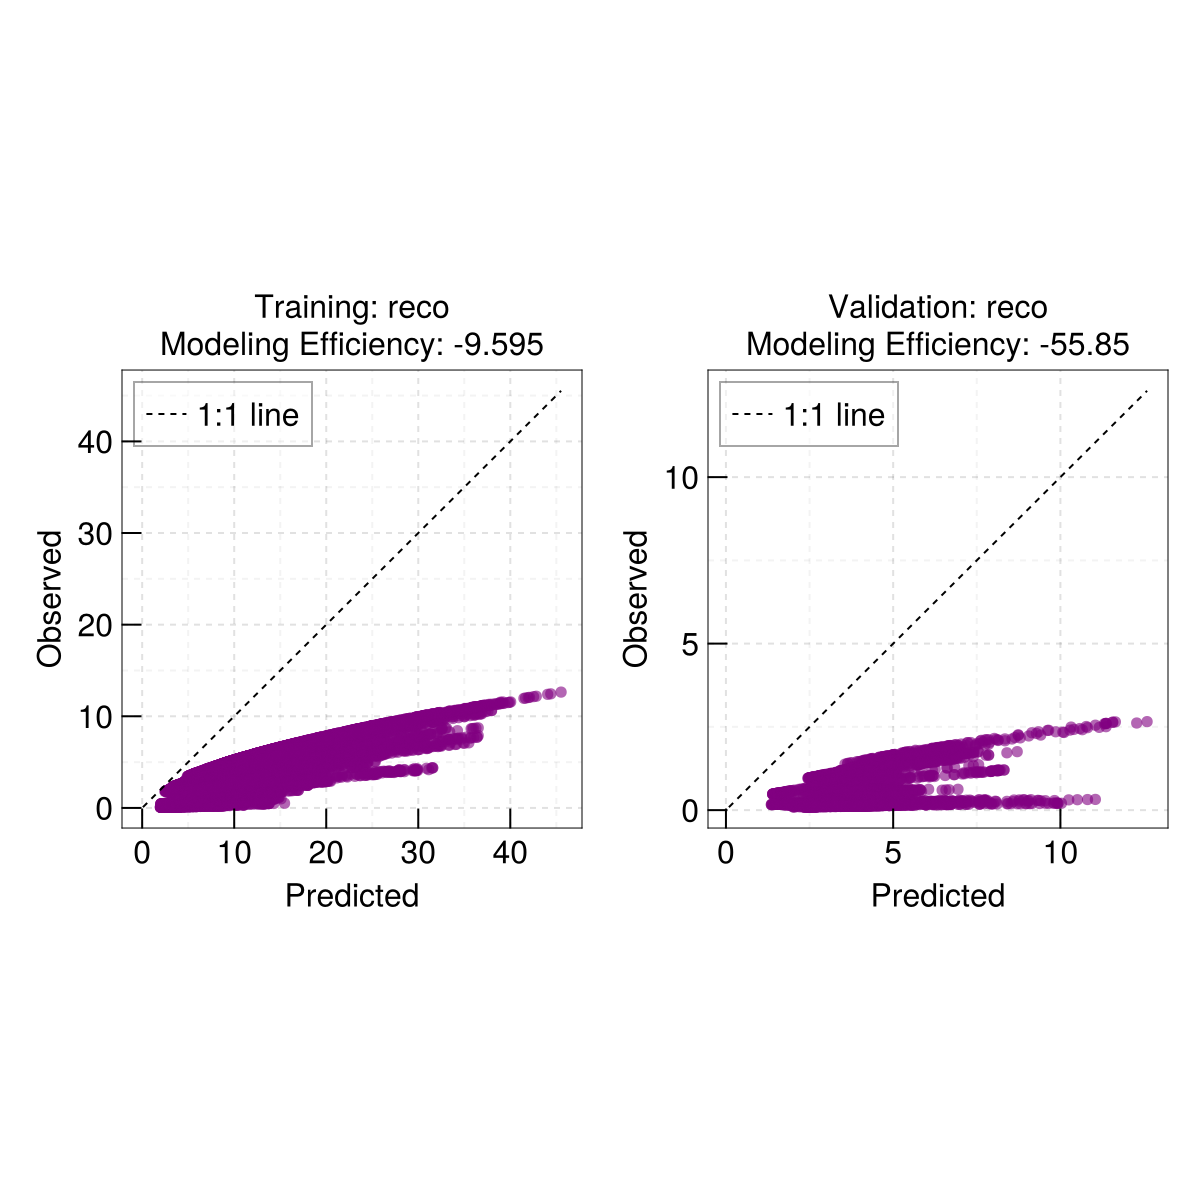 Training: reco
Modeling Efficiency: -9.595
1:1 line
40
30
20
10
0
Observed
0 10 20 30 40
Predicted
Validation: reco
Modeling Efficiency: -55.85
1:1 line
10
5
0
Observed
0 5 10
Predicted